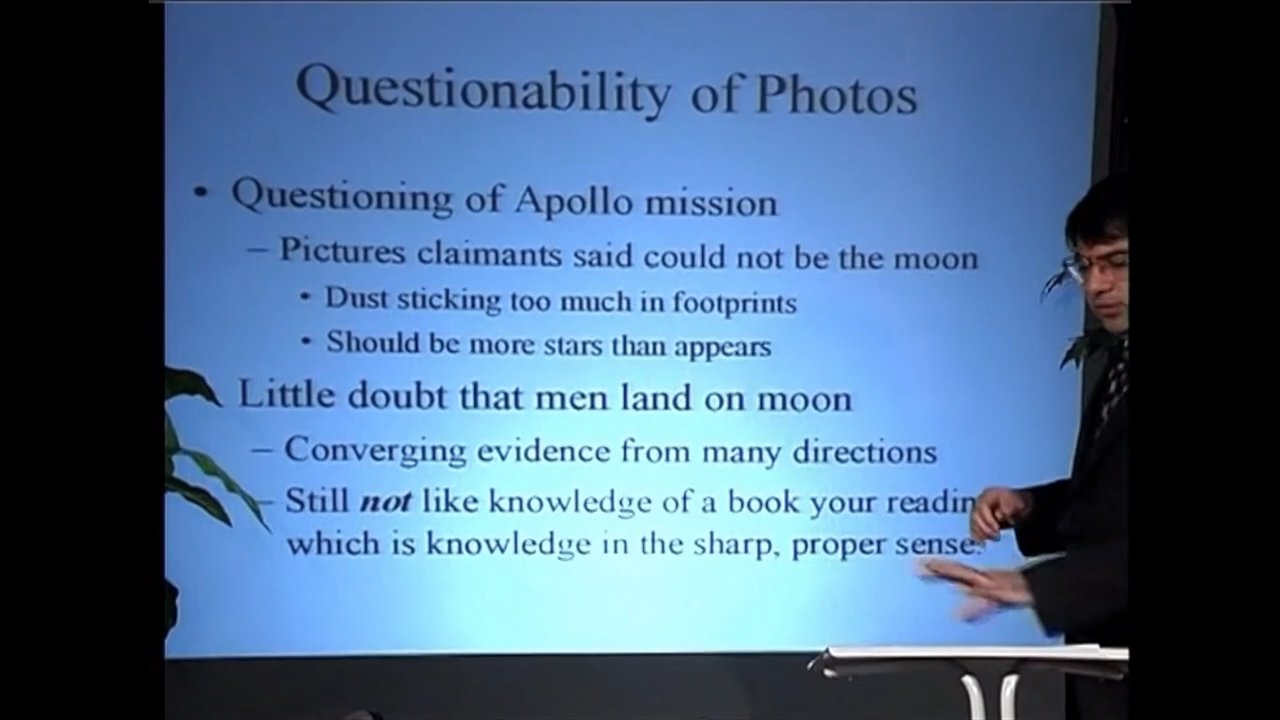 Questionability of Photos
• Questioning of Apollo mission
– Pictures claimants said could not be the moon
• Dust sticking too much in footprints
• Should be more stars than appears
Little doubt that men land on moon
– Converging evidence from many directions
– Still not like knowledge of a book your readin
which is knowledge in the sharp, proper sense.